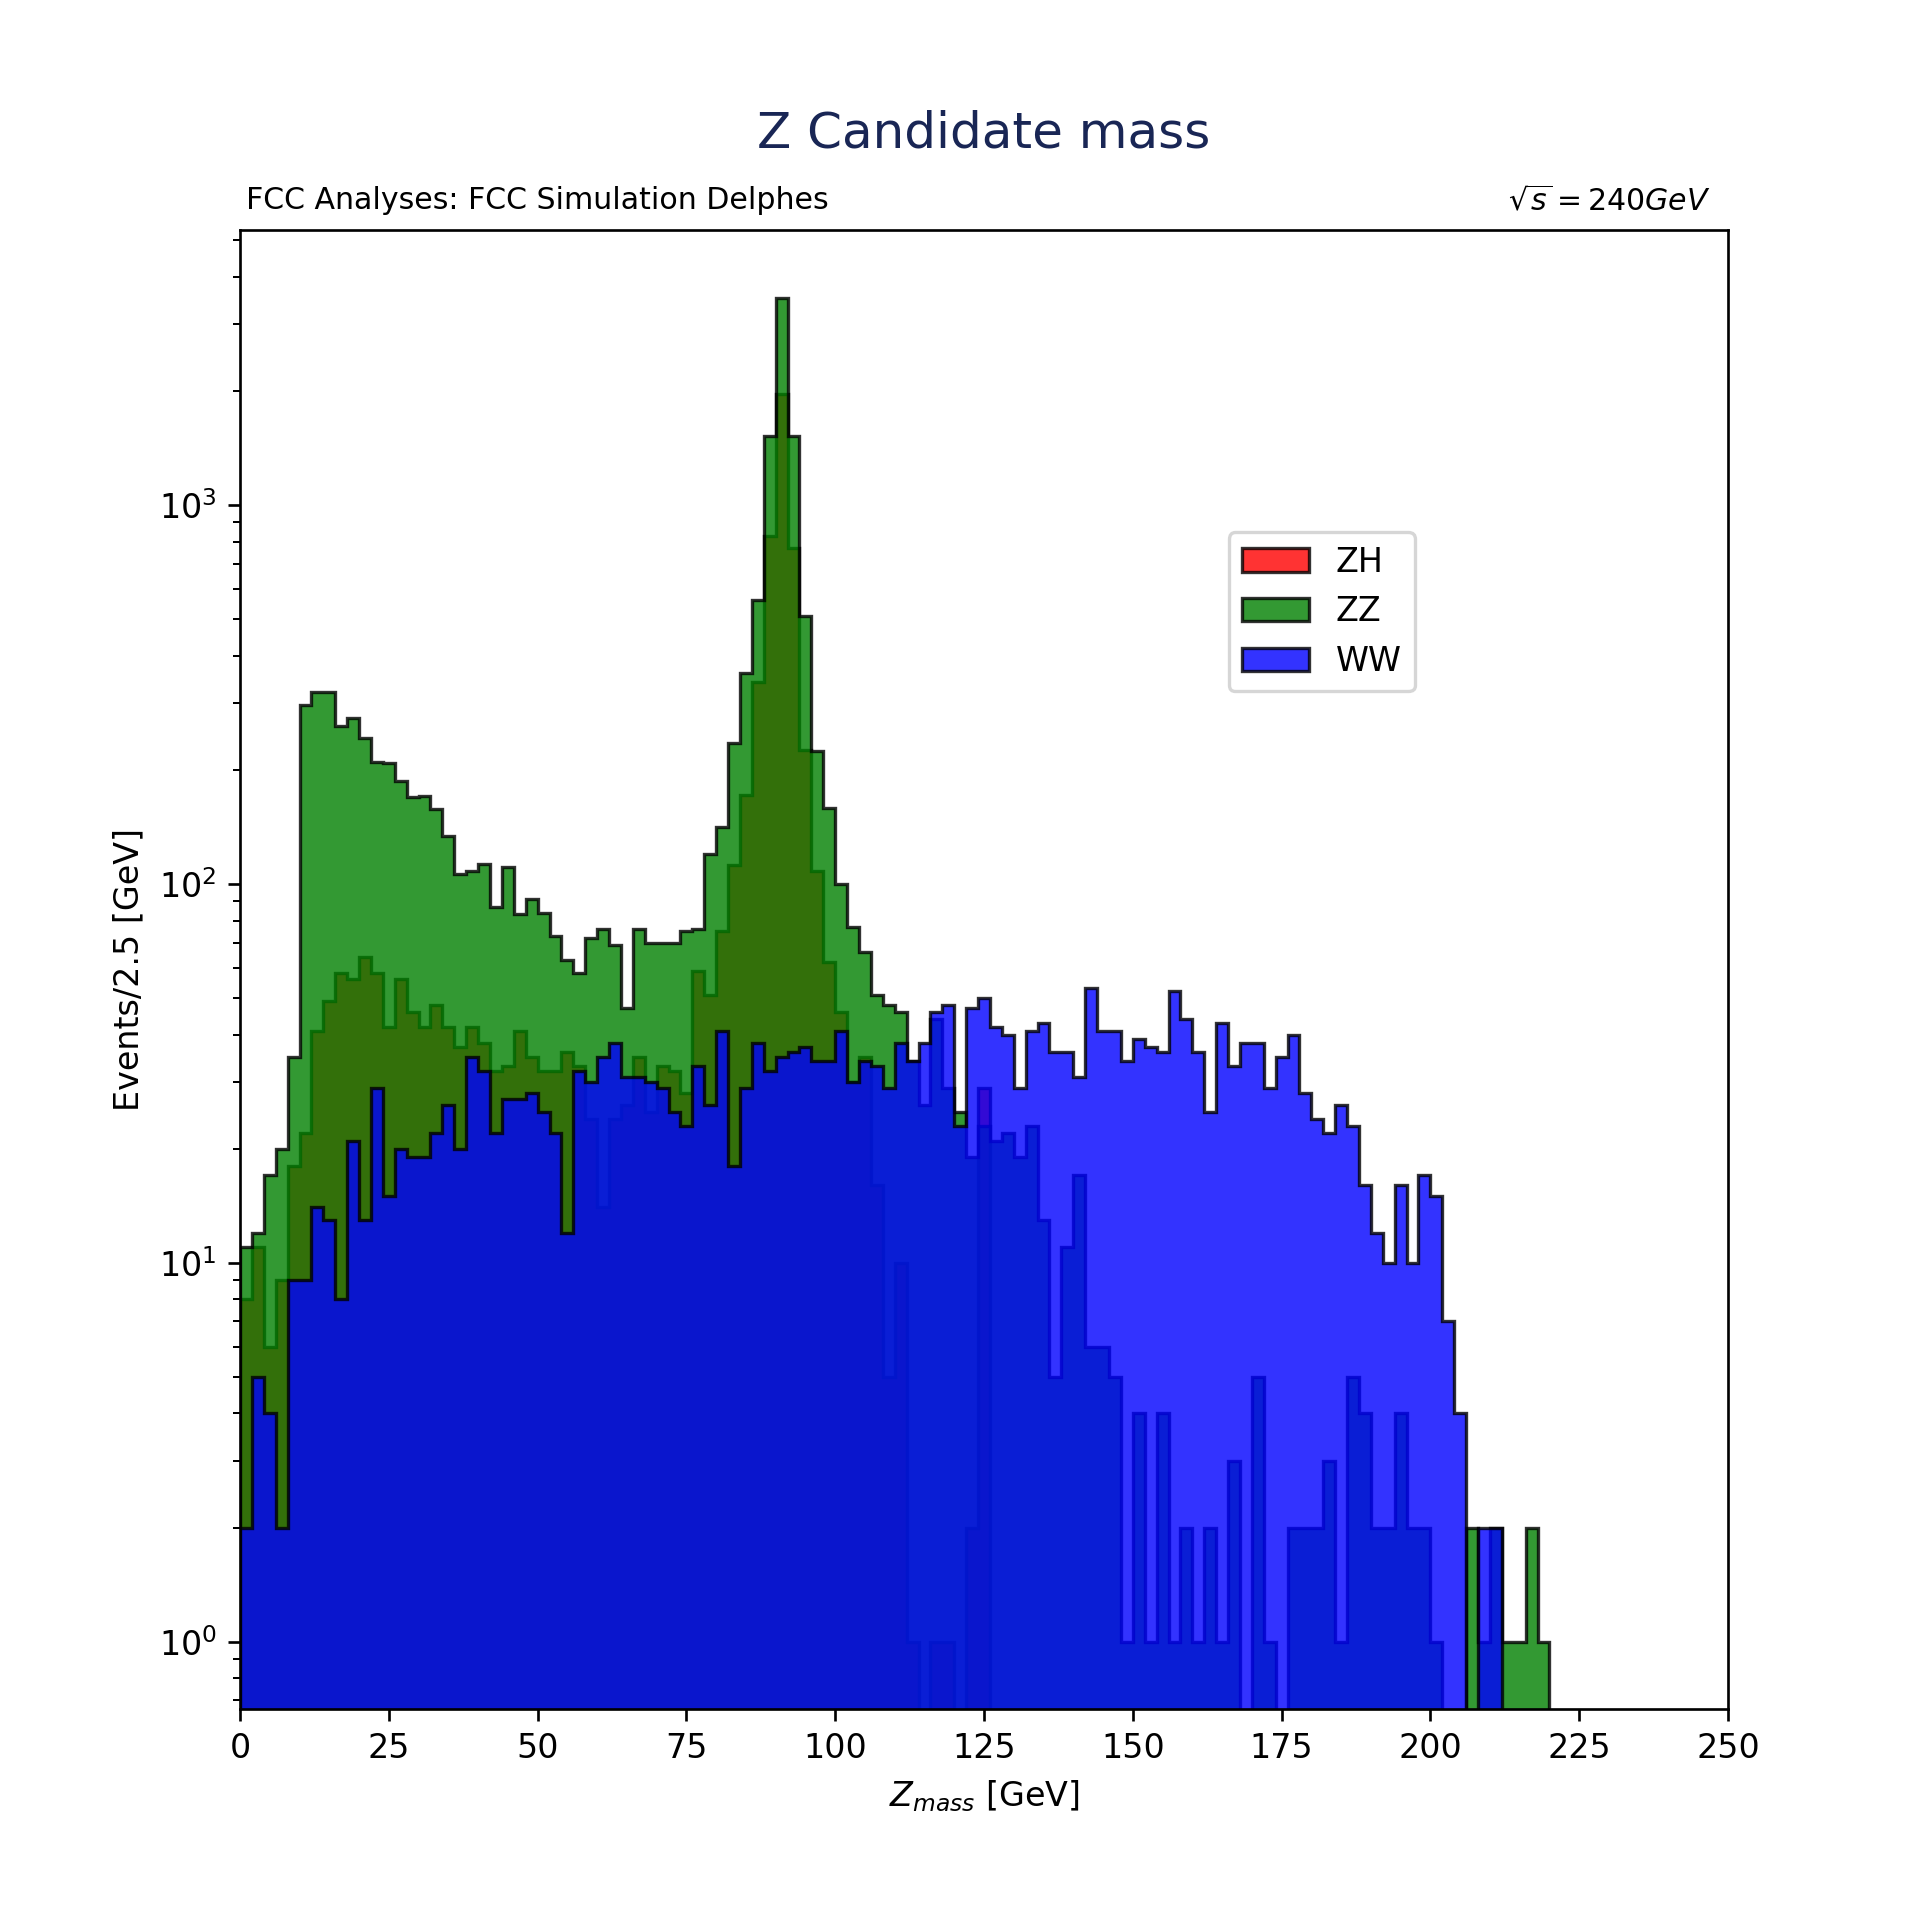 Z Candidate mass
FCC Analyses: FCC Simulation Delphes
√s = 240GeV
Events/2.5 [GeV]
10³
10²
10¹
10⁰
ZH
ZZ
WW
0 25 50 75 100 125 150 175 200 225 250
Z_mass [GeV]